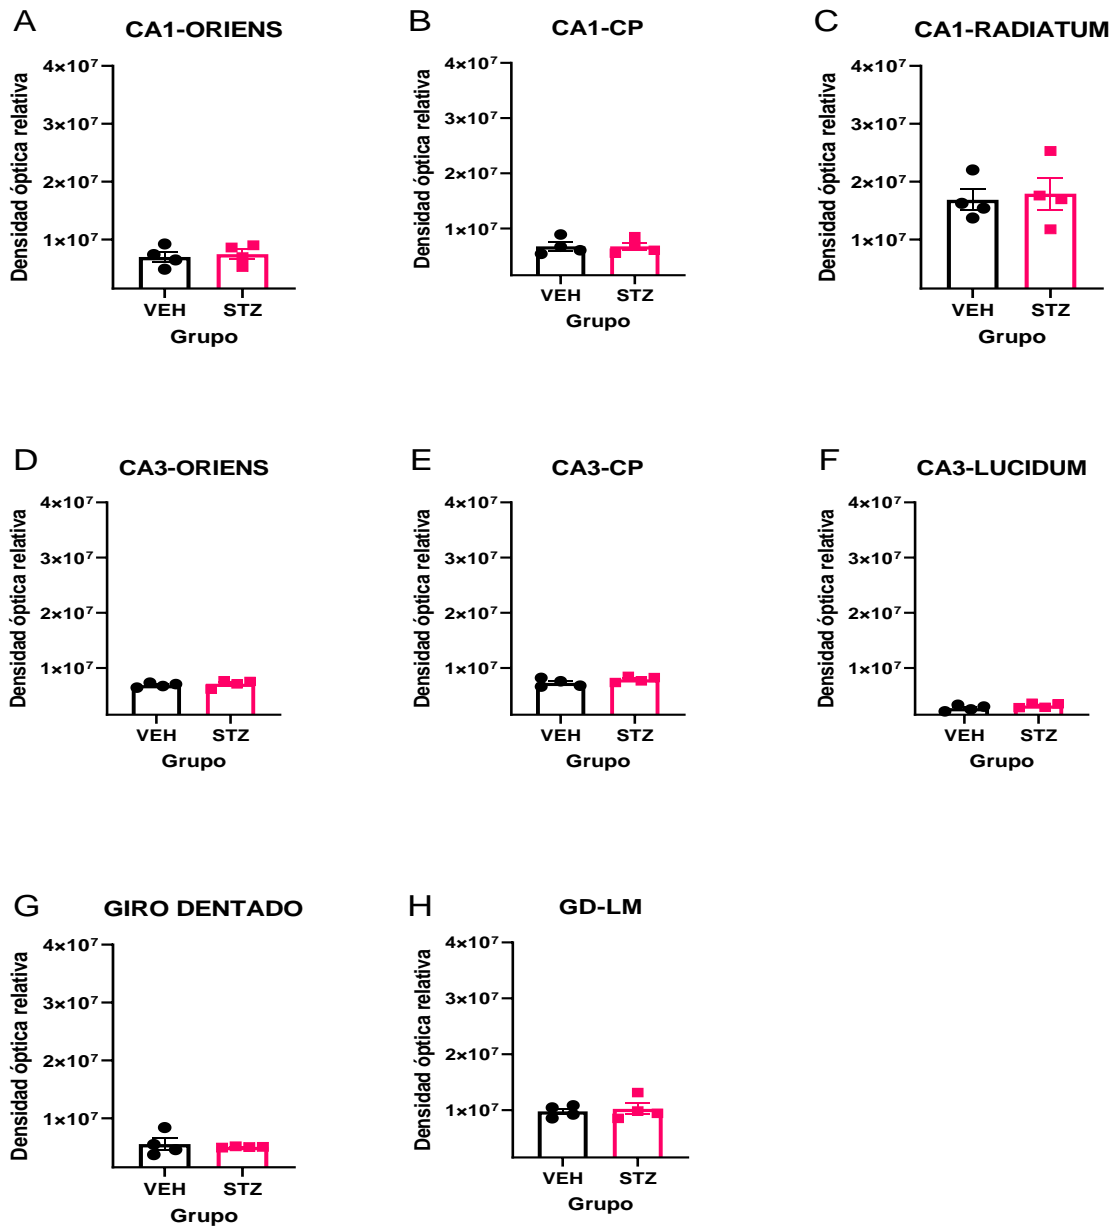 A
CA1-ORIENS
4×10⁷
3×10⁷
2×10⁷
1×10⁷
Densidad óptica relativa
VEH STZ
Grupo
B
CA1-CP
4×10⁷
3×10⁷
2×10⁷
1×10⁷
Densidad óptica relativa
VEH STZ
Grupo
C
CA1-RADIATUM
4×10⁷
3×10⁷
2×10⁷
1×10⁷
Densidad óptica relativa
VEH STZ
Grupo
D
CA3-ORIENS
4×10⁷
3×10⁷
2×10⁷
1×10⁷
Densidad óptica relativa
VEH STZ
Grupo
E
CA3-CP
4×10⁷
3×10⁷
2×10⁷
1×10⁷
Densidad óptica relativa
VEH STZ
Grupo
F
CA3-LUCIDUM
4×10⁷
3×10⁷
2×10⁷
1×10⁷
Densidad óptica relativa
VEH STZ
Grupo
G
GIRO DENTADO
4×10⁷
3×10⁷
2×10⁷
1×10⁷
Densidad óptica relativa
VEH STZ
Grupo
H
GD-LM
4×10⁷
3×10⁷
2×10⁷
1×10⁷
Densidad óptica relativa
VEH STZ
Grupo